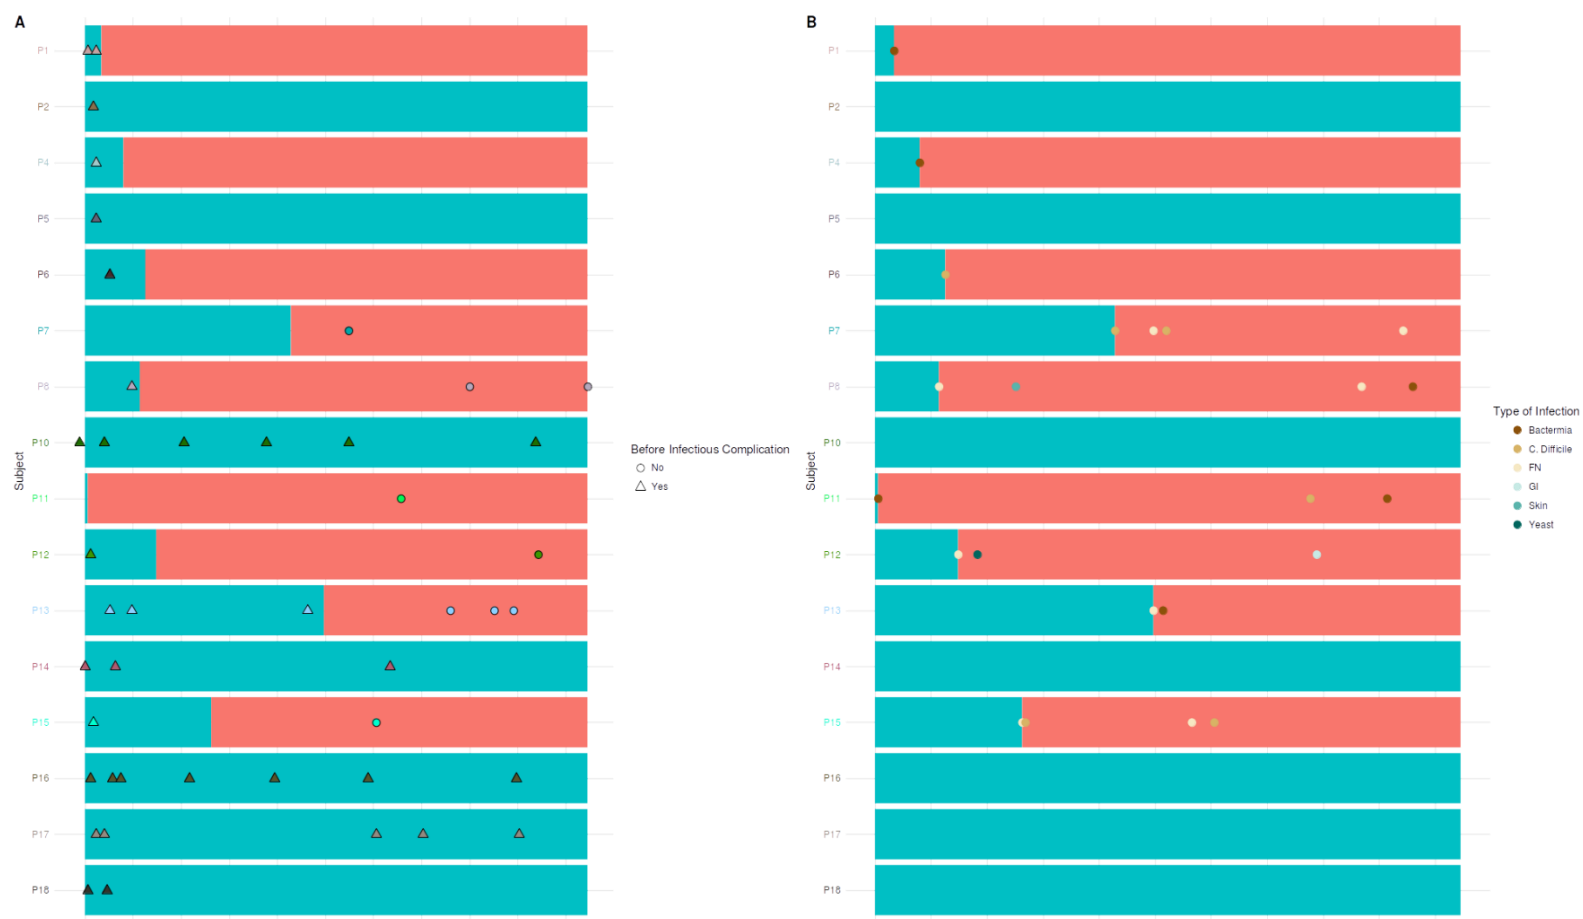 A
P1
P2
P4
P5
P6
P7
P8
P10
P11
P12
P13
P14
P15
P16
P17
P18
Subject
Before Infectious Complication
No
Yes
B
P1
P2
P4
P5
P6
P7
P8
P10
P11
P12
P13
P14
P15
P16
P17
P18
Subject
Type of Infection
Bactermia
C. Difficile
FN
GI
Skin
Yeast